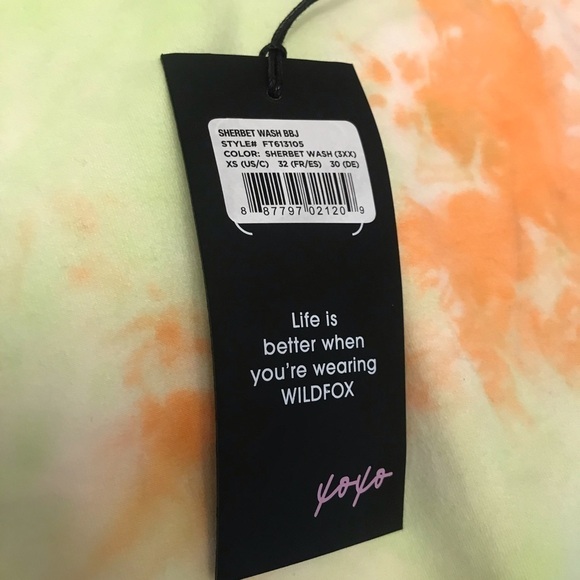 SHERBET WASH BBJ
STYLE# FT613105
COLOR: SHERBET WASH (3XX)
XS (US/C) 32 (FR/ES) 30 (DE)
8 87797 02120 9
Life is
better when
you're wearing
WILDFOX
xoxo